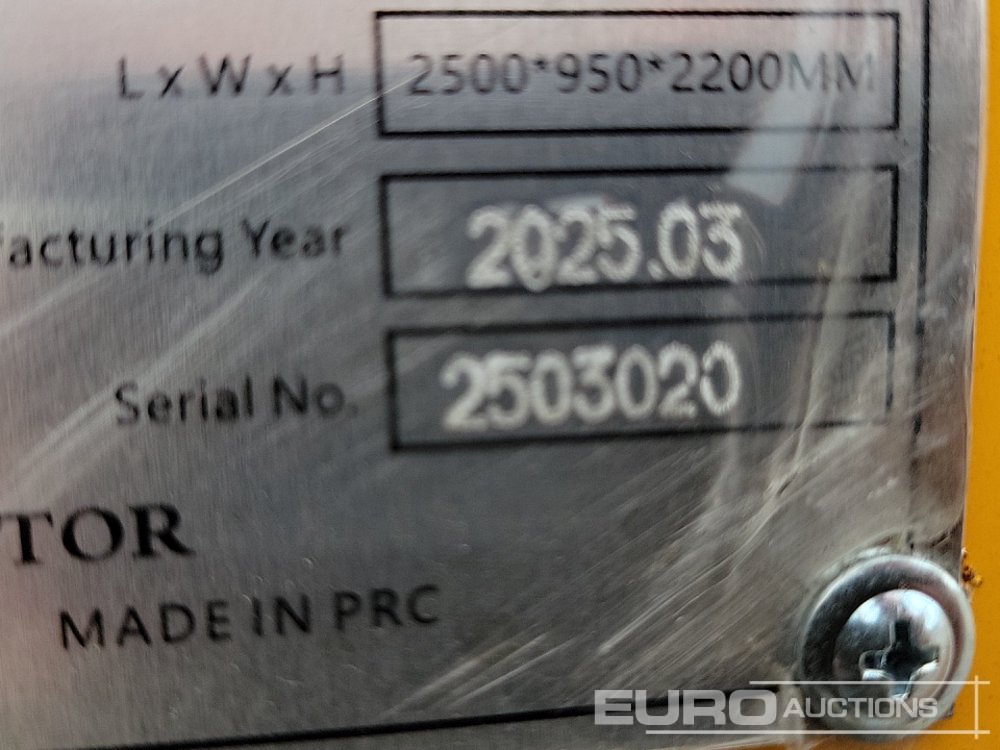 L x W x H 2500*950*2200MM
facturing Year 2025.03
Serial No. 2503020
TOR
MADE IN PRC
EURO AUCTIONS